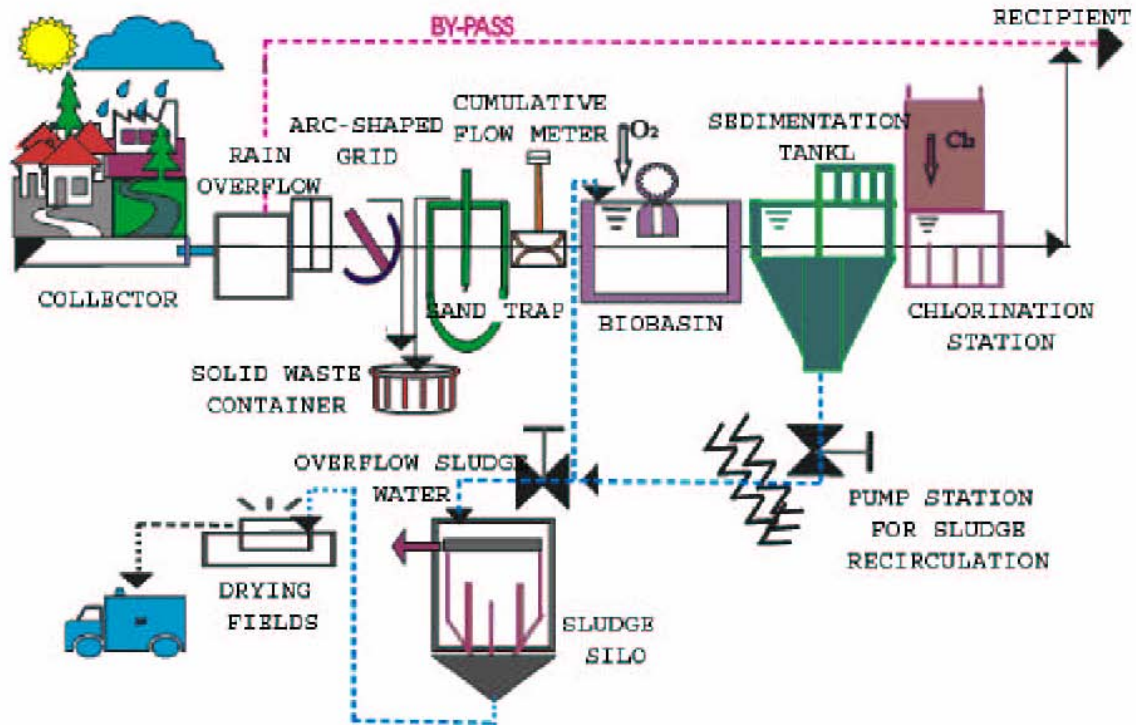 BY-PASS
RECIPIENT
CUMULATIVE
FLOW METER
ARC-SHAPED
GRID
RAIN
OVERFLOW
O₂
SEDIMENTATION
TANKL
Cl₂
COLLECTOR
SAND TRAP
BIOBASIN
CHLORINATION
STATION
SOLID WASTE
CONTAINER
OVERFLOW SLUDGE
WATER
PUMP STATION
FOR SLUDGE
RECIRCULATION
DRYING
FIELDS
SLUDGE
SILO